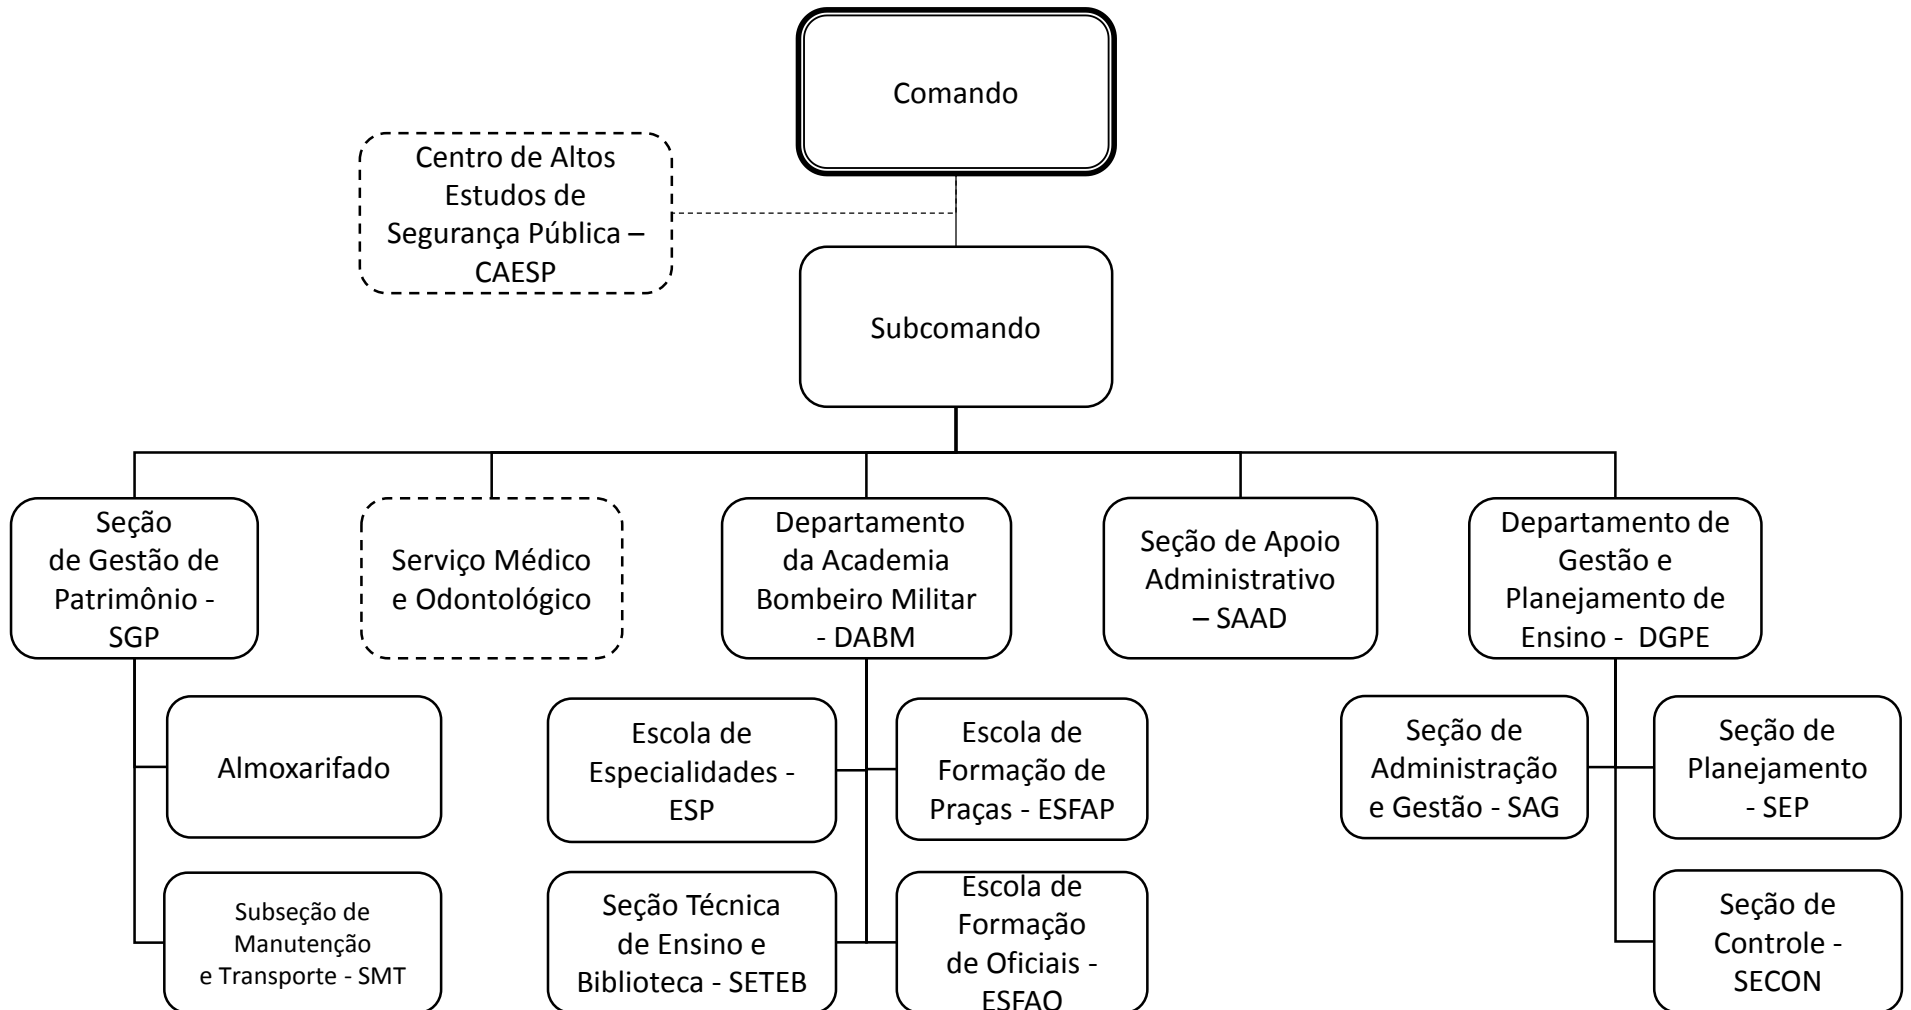 Comando
Centro de Altos
Estudos de
Segurança Pública –
CAESP
Subcomando
Seção
de Gestão de
Patrimônio -
SGP
Serviço Médico
e Odontológico
Departamento
da Academia
Bombeiro Militar
- DABM
Seção de Apoio
Administrativo
– SAAD
Departamento de
Gestão e
Planejamento de
Ensino - DGPE
Almoxarifado
Escola de
Especialidades -
ESP
Escola de
Formação de
Praças - ESFAP
Seção de
Administração
e Gestão - SAG
Seção de
Planejamento
- SEP
Subseção de
Manutenção
e Transporte - SMT
Seção Técnica
de Ensino e
Biblioteca - SETEB
Escola de
Formação
de Oficiais -
ESFAO
Seção de
Controle -
SECON